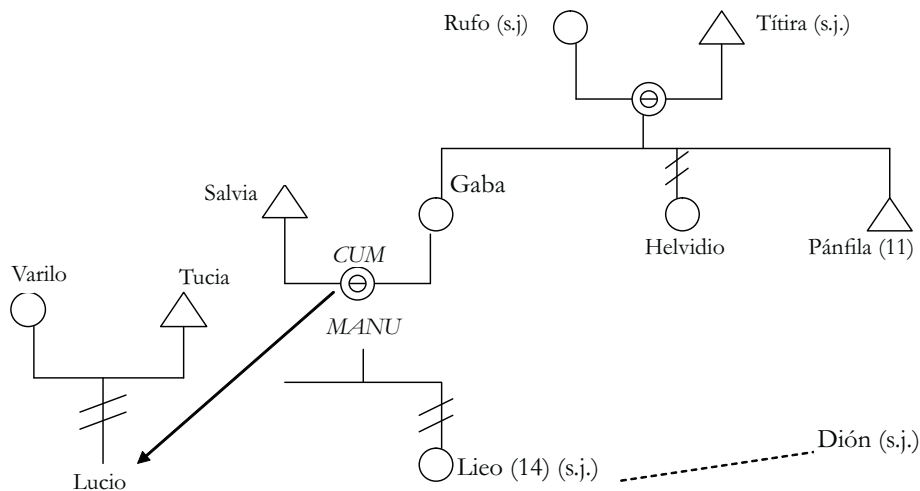 Rufo (s.j)
Títira (s.j.)
Salvia
Gaba
Helvidio
Pánfila (11)
Varilo
Tucia
CUM
MANU
Lucio
Lieo (14) (s.j.)
Dión (s.j.)